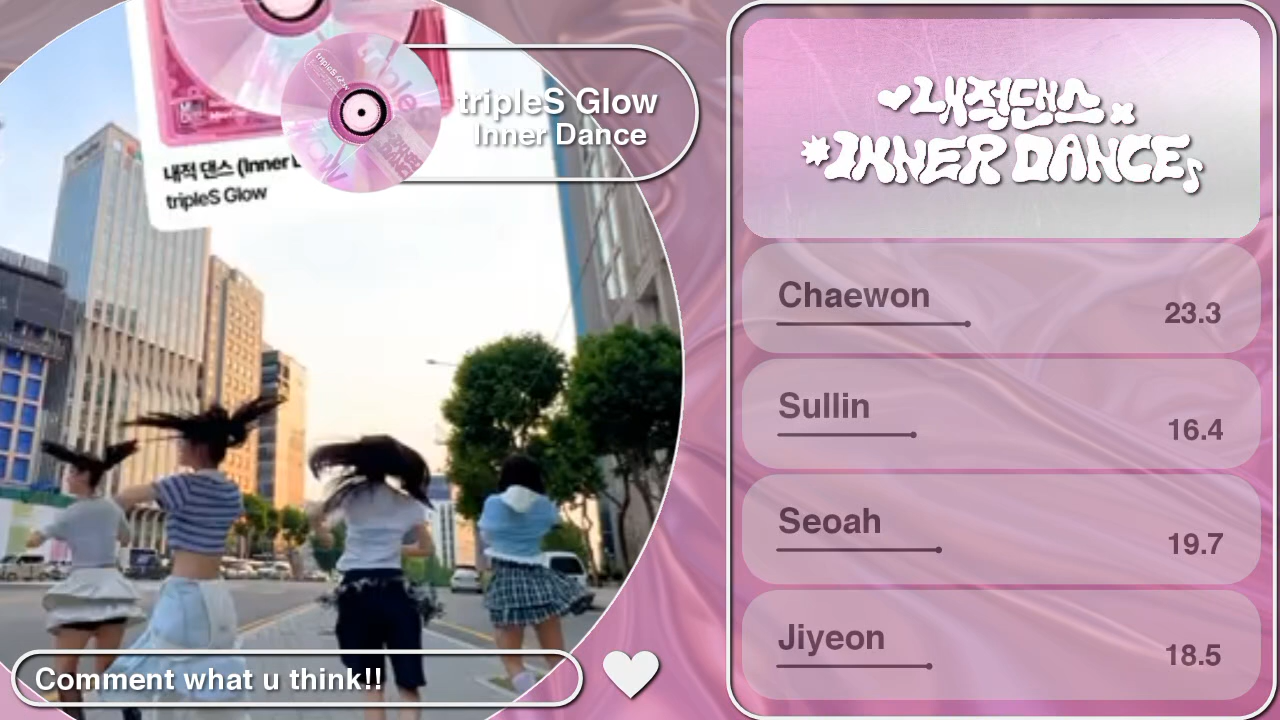 tripleS Glow
Inner Dance
내적 댄스 (Inner
tripleS Glow
Comment what u think!!
내적댄스
INNER DANCE
Chaewon
23.3
Sullin
16.4
Seoah
19.7
Jiyeon
18.5